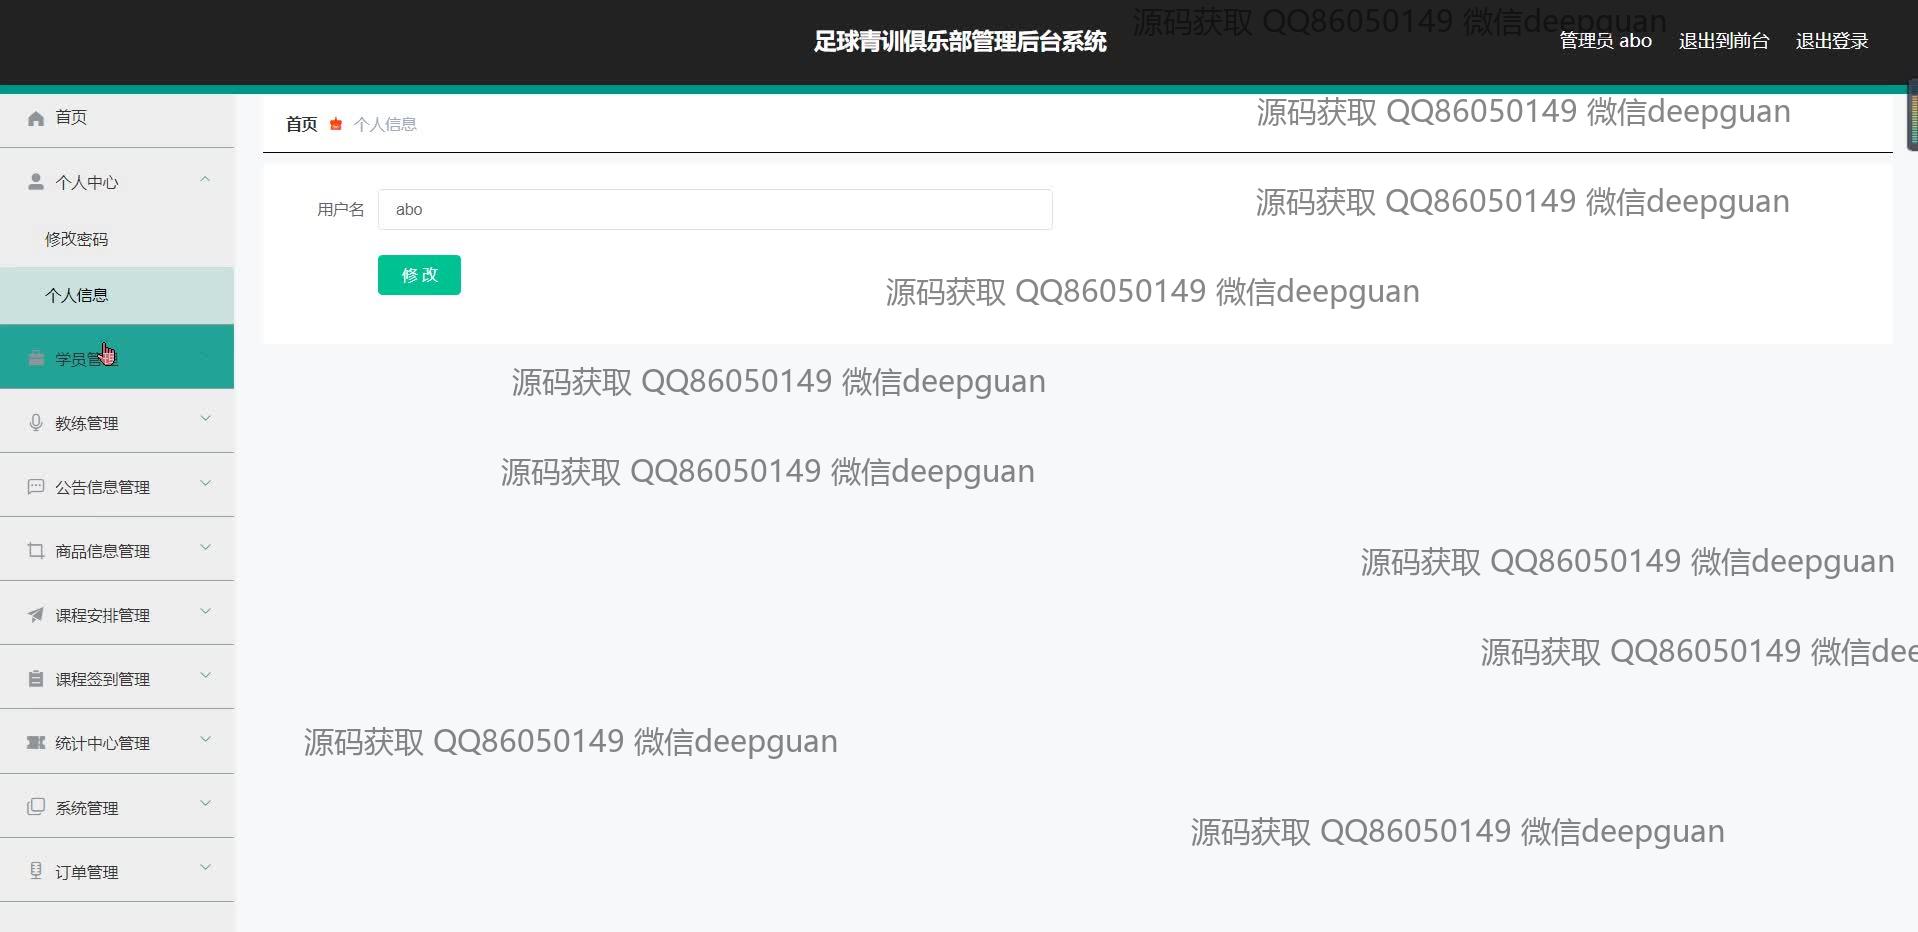 足球青训俱乐部管理后台系统
源码获取 QQ86050149 微信deepguan
管理员 abo
退出到前台
退出登录
首页
个人中心
修改密码
个人信息
学员管理
教练管理
公告信息管理
商品信息管理
课程安排管理
课程签到管理
统计中心管理
系统管理
订单管理
首页 个人信息
源码获取 QQ86050149 微信deepguan
用户名 abo
源码获取 QQ86050149 微信deepguan
修 改
源码获取 QQ86050149 微信deepguan
源码获取 QQ86050149 微信deepguan
源码获取 QQ86050149 微信deepguan
源码获取 QQ86050149 微信deepguan
源码获取 QQ86050149 微信dee
源码获取 QQ86050149 微信deepguan
源码获取 QQ86050149 微信deepguan